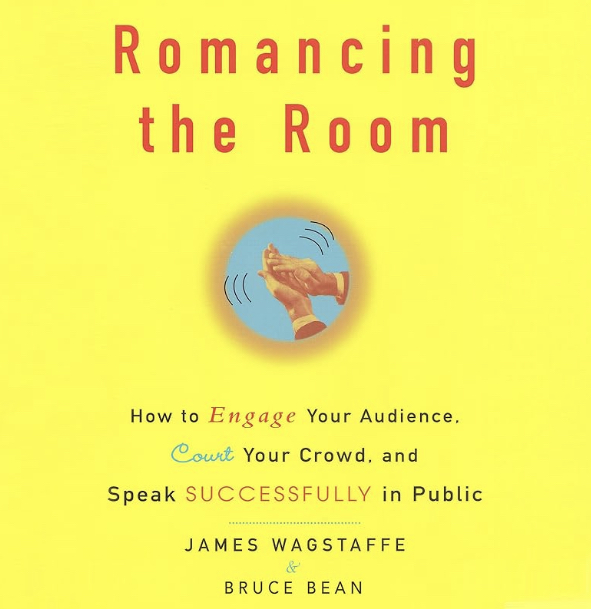 Romancing
the Room
How to Engage Your Audience,
Court Your Crowd, and
Speak SUCCESSFULLY in Public
JAMES WAGSTAFFE
&
BRUCE BEAN